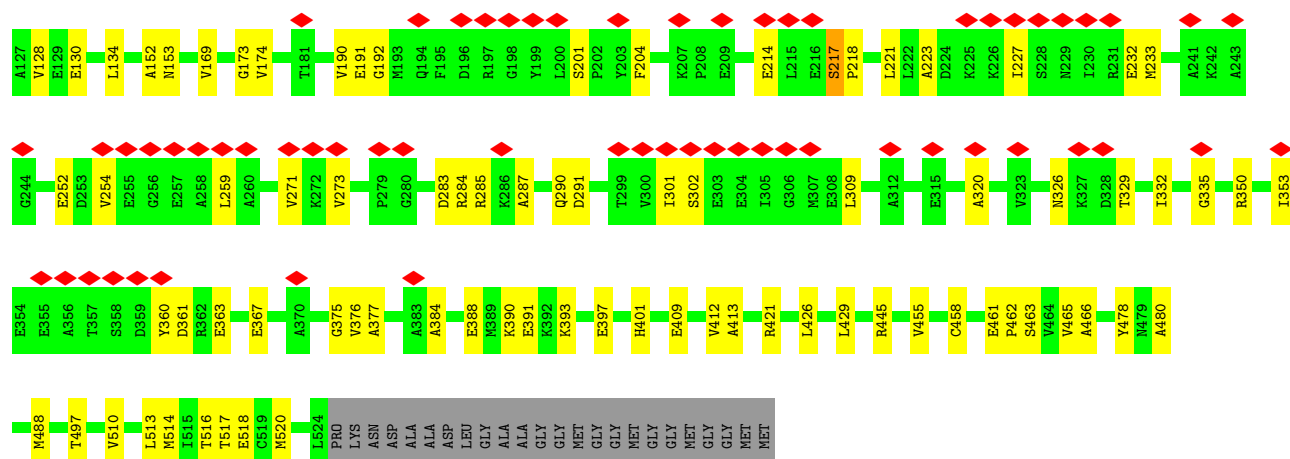 A127 V128 E129 E130 L134 A152 N153 V169 G173 V174 T181 V190 E191 G192 M193 Q194 F195 D196 R197 G198 Y199 L200 S201 P202 Y203 F204 K207 P208 E209 E214 L215 E216 S217 P218 L221 L222 A223 D224 K225 K226 I227 S228 N229 I230 R231 E232 M233 A241 K242 A243
G244 E252 D253 V254 E255 G256 E257 A258 L259 A260 V271 K272 V273 P279 G280 D283 R284 R285 K286 A287 Q290 D291 T299 V300 I301 S302 E303 E304 I305 G306 M307 E308 L309 A312 E315 A320 V323 N326 K327 D328 T329 I332 G335 R350 I353
E354 E355 A356 T357 S358 D359 Y360 D361 R362 E363 E367 A370 G375 V376 A377 A383 A384 E388 M389 K390 E391 K392 K393 E397 H401 E409 V412 A413 R421 L426 L429 R445 V455 C458 E461 P462 S463 V464 V465 A466 Y478 N479 A480
M488 T497 V510 L513 M514 I515 T516 T517 E518 C519 M520 L524 PRO LYS ASN ASP ALA ALA ASP LEU GLY ALA ALA GLY GLY MET GLY GLY MET GLY GLY MET GLY GLY MET MET